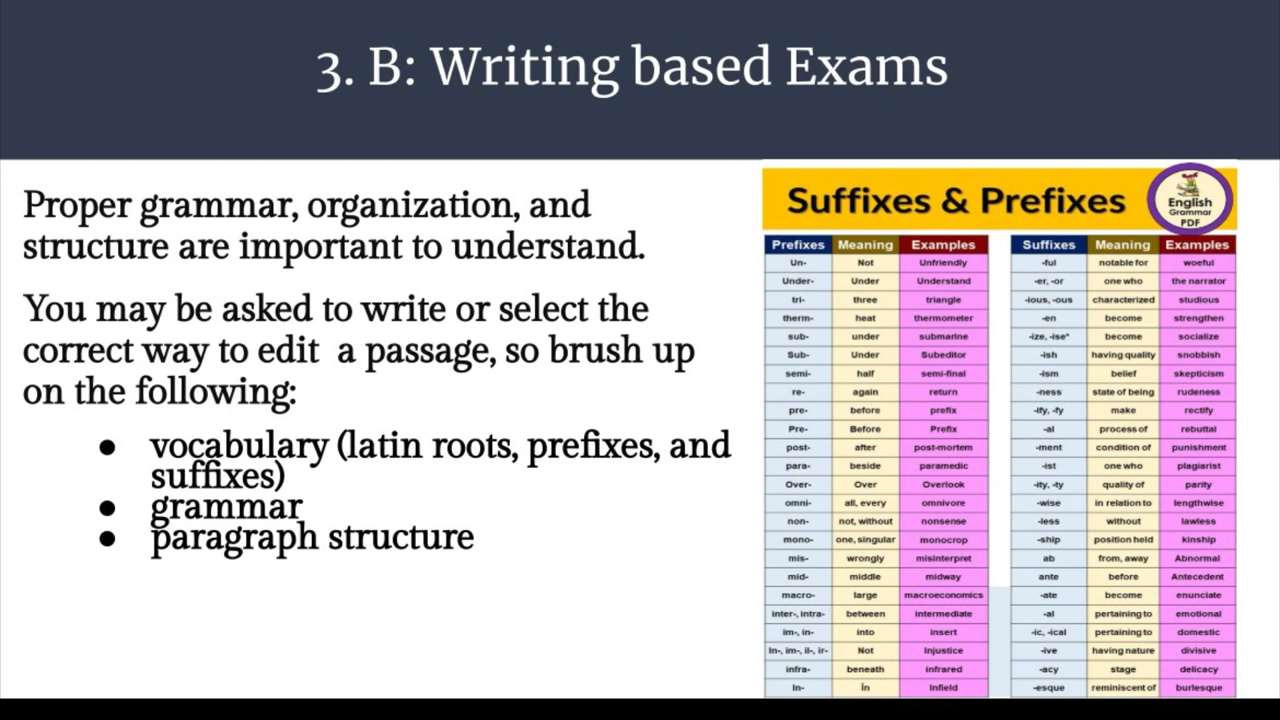 3. B: Writing based Exams
Proper grammar, organization, and
structure are important to understand.
You may be asked to write or select the
correct way to edit  a passage, so brush up
on the following:
● vocabulary (latin roots, prefixes, and
suffixes)
● grammar
● paragraph structure
Suffixes & Prefixes
English
Grammar
PDF
Prefixes Meaning Examples
Un- Not Unfriendly
Under- Under Understand
tri- three triangle
therm- heat thermometer
sub- under submarine
Sub- Under Subeditor
semi- half semi-final
re- again return
pre- before prefix
Pre- Before Prefix
post- after post-mortem
para- beside paramedic
Over- Over Overlook
omni- all, every omnivore
non- not, without nonsense
mono- one, singular monocrop
mis- wrongly misinterpret
mid- middle midway
macro- large macroeconomics
inter-, intra- between intermediate
im-, in- into insert
In-, im-, il-, ir- Not Injustice
infra- beneath infrared
In- İn Infield
Suffixes Meaning Examples
-ful notable for woeful
-er, -or one who the narrator
-ious, -ous characterized studious
-en become strengthen
-ize, -ise* become socialize
-ish having quality snobbish
-ism belief skepticism
-ness state of being rudeness
-ify, -fy make rectify
-al process of rebuttal
-ment condition of punishment
-ist one who plagiarist
-ity, -ty quality of parity
-wise in relation to lengthwise
-less without lawless
-ship position held kinship
ab from, away Abnormal
ante before Antecedent
-ate become enunciate
-al pertaining to emotional
-ic, -ical pertaining to domestic
-ive having nature divisive
-acy stage delicacy
-esque reminiscent of burlesque